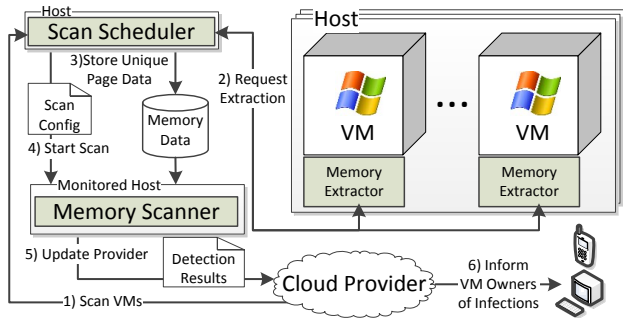 Host
Scan Scheduler
3)Store Unique
Page Data
Scan
Config
Memory
Data
4) Start Scan
2) Request
Extraction
Monitored Host
Memory Scanner
5) Update Provider
Detection
Results
1) Scan VMs
Cloud Provider
6) Inform
VM Owners
of Infections
Host
VM
...
VM
Memory
Extractor
Memory
Extractor